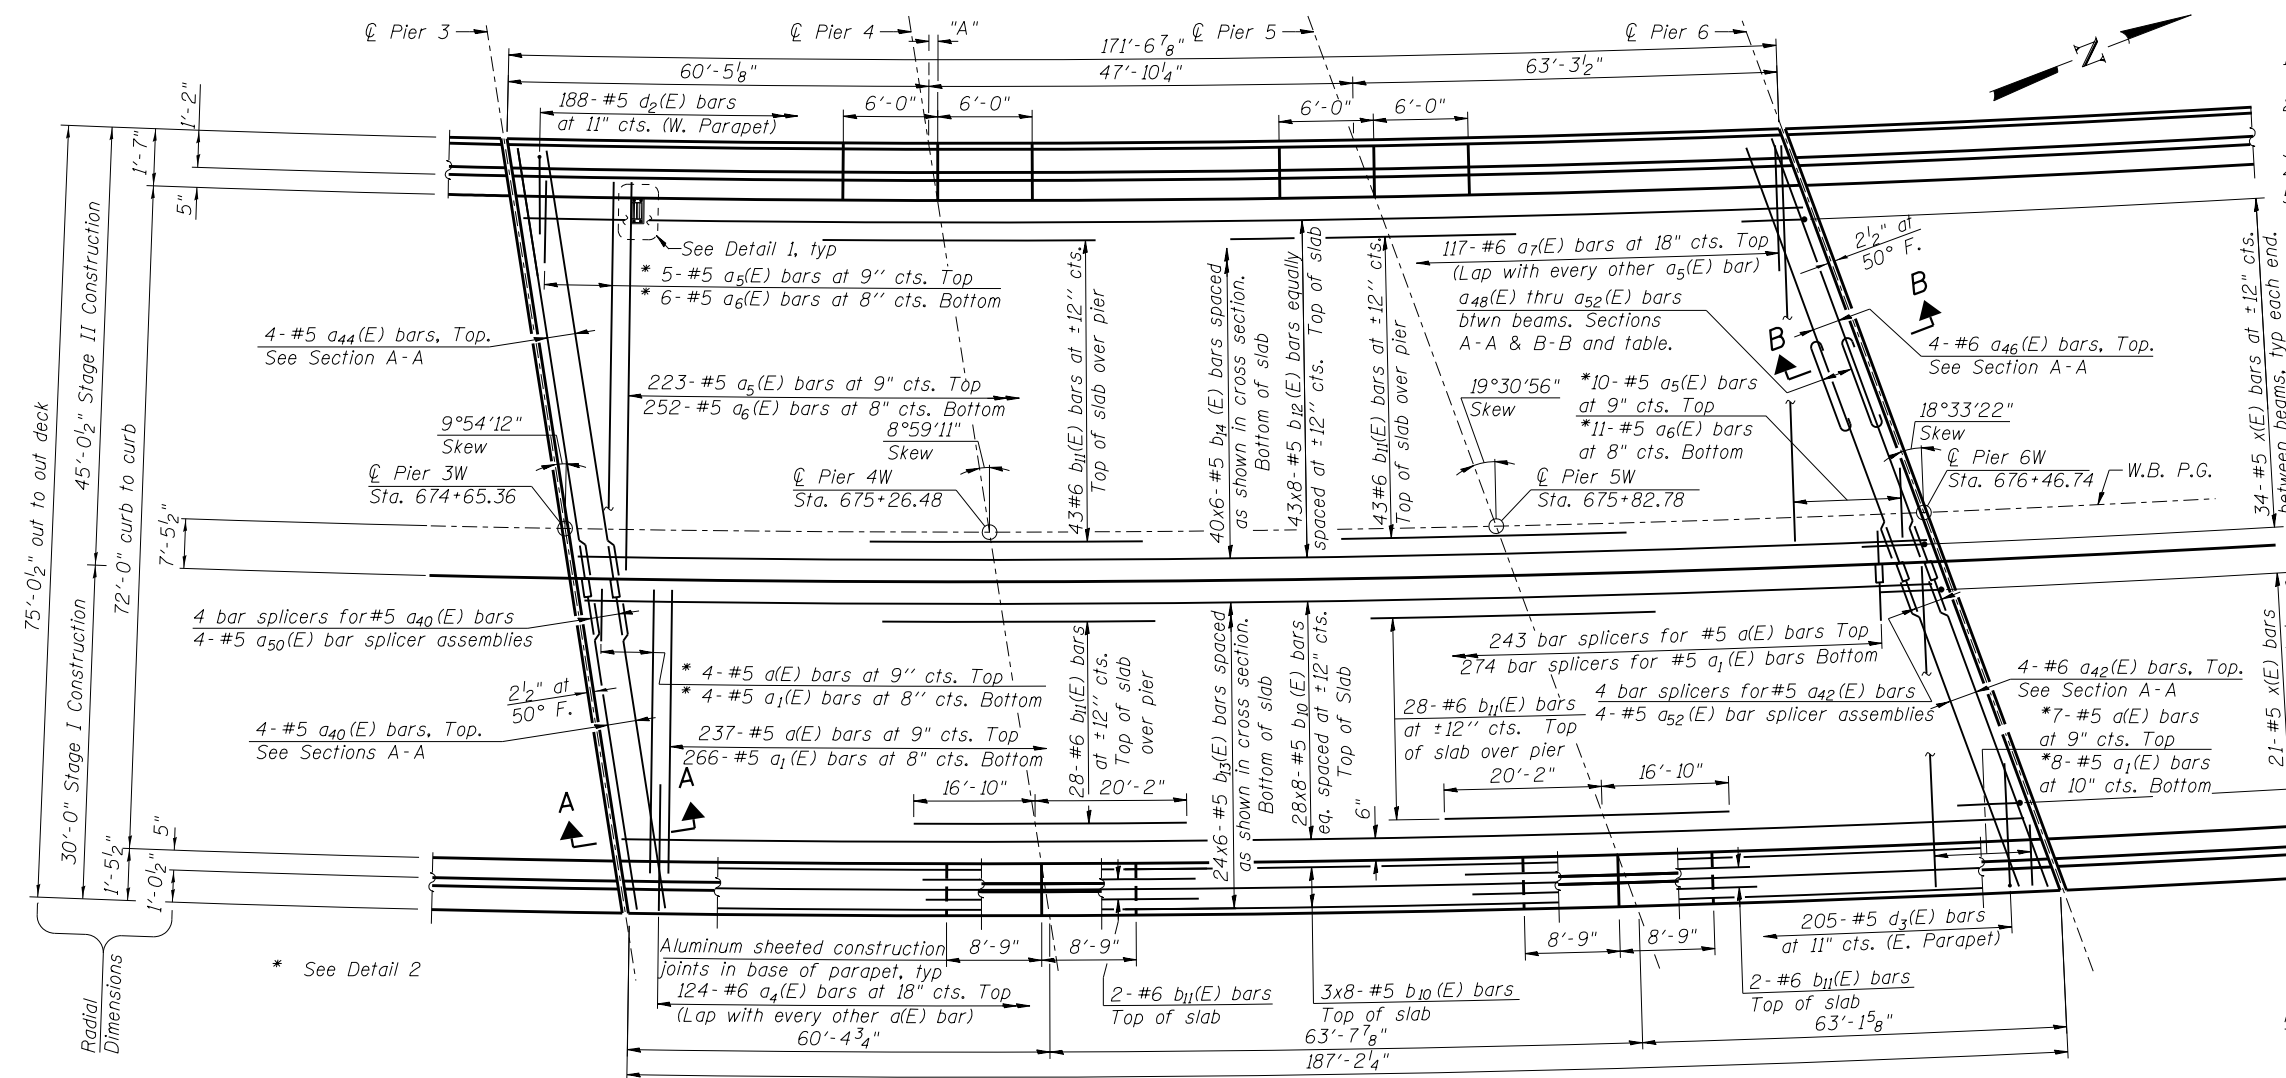 ℄ Pier 3
℄ Pier 4
"A"
℄ Pier 5
℄ Pier 6
N
171'-6 7/8"
60'-5 1/8"
47'-10 1/4"
63'-3 1/2"
188-#5 d2(E) bars
at 11" cts. (W. Parapet)
6'-0"
6'-0"
6'-0"
6'-0"
1'-2"
1'-7"
5"
See Detail 1, typ
* 5-#5 a5(E) bars at 9" cts. Top
* 6-#5 a6(E) bars at 8" cts. Bottom
4-#5 a44(E) bars, Top.
See Section A-A
223-#5 a5(E) bars at 9" cts. Top
252-#5 a6(E) bars at 8" cts. Bottom
9°54'12"
Skew
℄ Pier 3W
Sta. 674+65.36
8°59'11"
Skew
℄ Pier 4W
Sta. 675+26.48
43#6 b11(E) bars at ±12" cts.
Top of slab over pier
40x6-#5 b14 (E) bars spaced
as shown in cross section.
Bottom of slab
43x8-#5 b12(E) bars equally
spaced at ±12" cts. Top of slab
43#6 b11(E) bars at ±12" cts.
Top of slab over pier
117-#6 a7(E) bars at 18" cts. Top
(Lap with every other a5(E) bar)
a48(E) thru a52(E) bars
btwn beams. Sections
A-A & B-B and table.
2 1/2" at
50° F.
B
B
4-#6 a46(E) bars, Top.
See Section A-A
19°30'56"
Skew
*10-#5 a5(E) bars
at 9" cts. Top
*11-#5 a6(E) bars
at 8" cts. Bottom
18°33'22"
Skew
℄ Pier 5W
Sta. 675+82.78
℄ Pier 6W
Sta. 676+46.74
W.B. P.G.
34-#5 x(E) bars at ±12" cts.
between beams, typ each end.
75'-0 1/2" out to out deck
45'-0 1/2" Stage II Construction
30'-0" Stage I Construction
72'-0" curb to curb
7'-5 1/2"
4 bar splicers for #5 a40(E) bars
4-#5 a50(E) bar splicer assemblies
* 4-#5 a(E) bars at 9" cts. Top
* 4-#5 a1(E) bars at 8" cts. Bottom
2 1/2" at
50° F.
4-#5 a40(E) bars, Top.
See Sections A-A
237-#5 a(E) bars at 9" cts. Top
266-#5 a1(E) bars at 8" cts. Bottom
A
A
28-#6 b11(E) bars
at ±12" cts.
Top of slab
over pier
16'-10"
20'-2"
24x6-#5 b13(E) bars spaced
as shown in cross section.
Bottom of slab
28x8-#5 b10 (E) bars
eq. spaced at ±12" cts.
Top of Slab
6"
243 bar splicers for #5 a(E) bars Top
274 bar splicers for #5 a1(E) bars Bottom
28-#6 b11(E) bars
at ±12" cts. Top
of slab over pier
4 bar splicers for #5 a42(E) bars
4-#5 a52(E) bar splicer assemblies
20'-2"
16'-10"
4-#6 a42(E) bars, Top.
See Section A-A
*7-#5 a(E) bars
at 9" cts. Top
*8-#5 a1(E) bars
at 10" cts. Bottom
21-#5 x(E) bars
1'-5 1/2"
5"
1'-0 1/2"
Radial
Dimensions
* See Detail 2
Aluminum sheeted construction
joints in base of parapet, typ
8'-9"
8'-9"
8'-9"
8'-9"
205-#5 d3(E) bars
at 11" cts. (E. Parapet)
124-#6 a4(E) bars at 18" cts. Top
(Lap with every other a(E) bar)
2-#6 b11(E) bars
Top of slab
3x8-#5 b10 (E) bars
Top of slab
2-#6 b11(E) bars
Top of slab
60'-4 3/4"
63'-7 7/8"
63'-1 5/8"
187'-2 1/4"